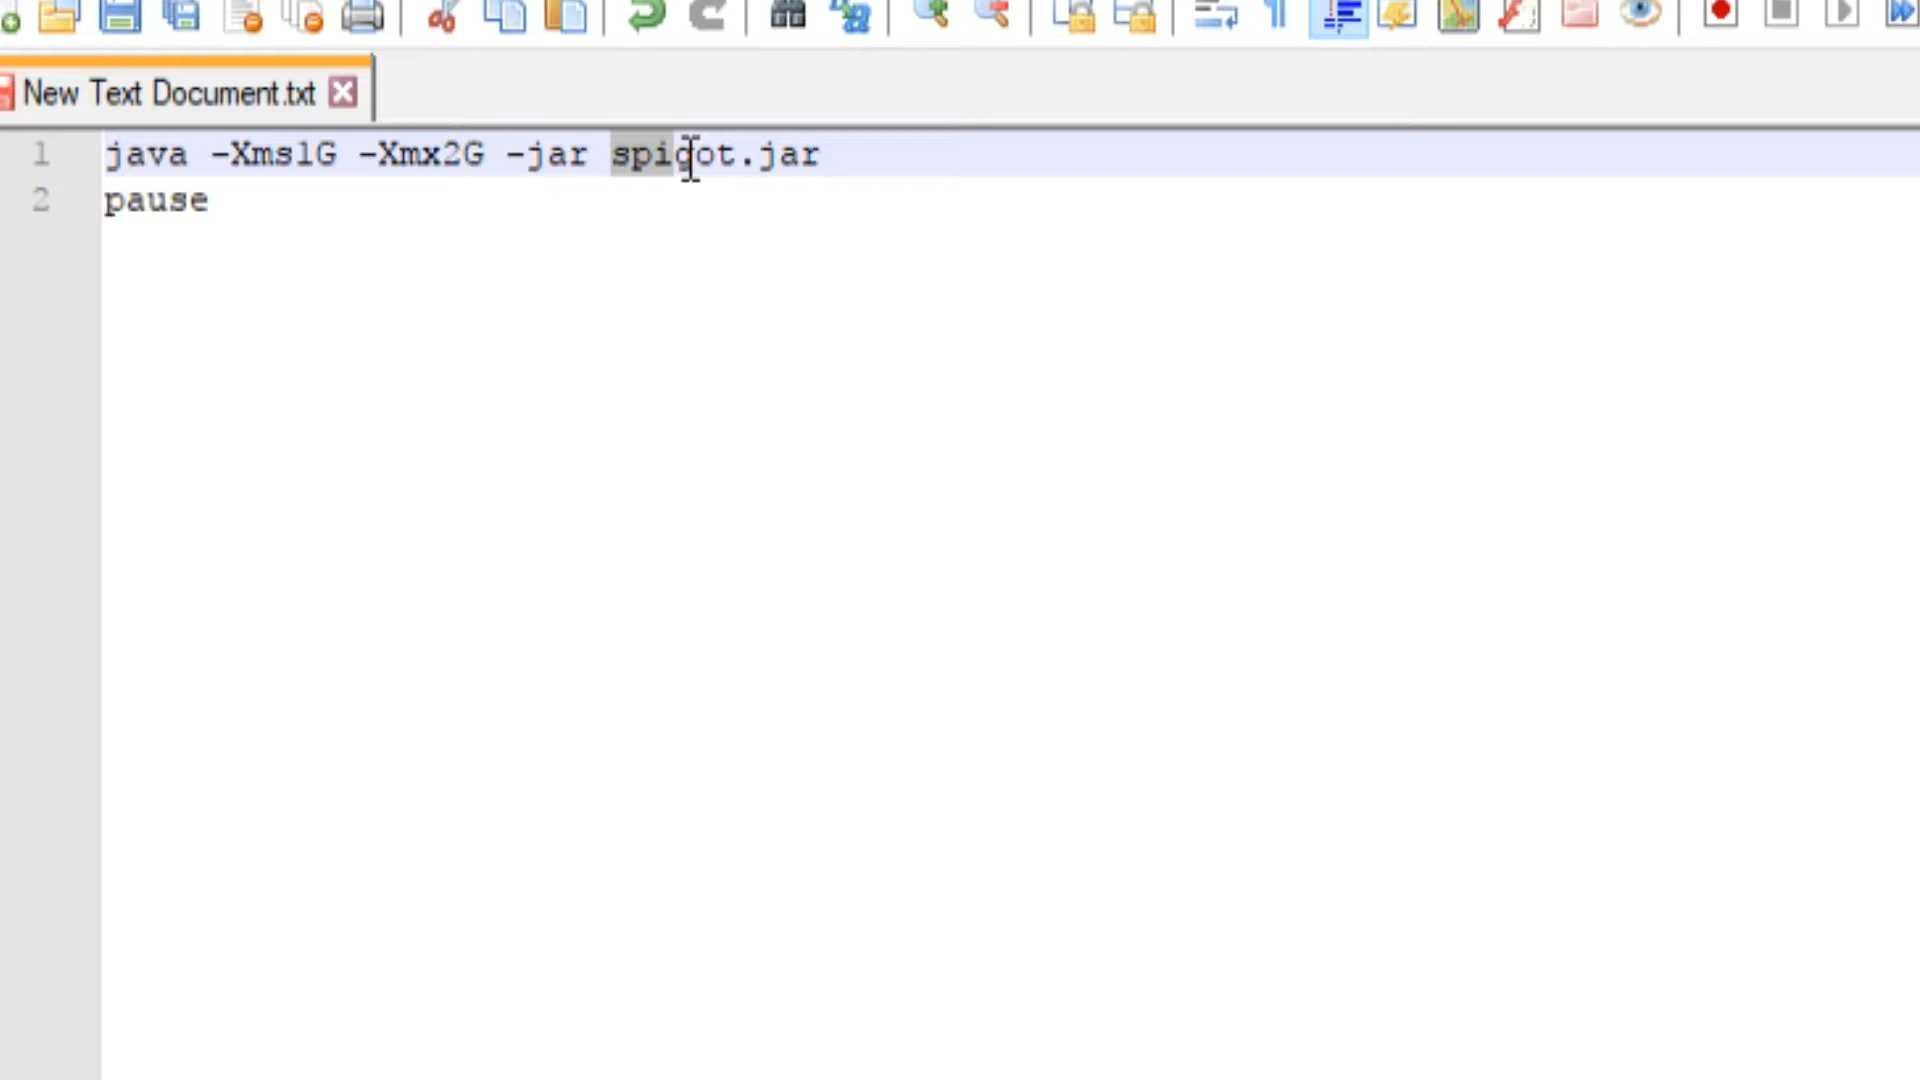 New Text Document.txt
1 java -Xms1G -Xmx2G -jar spigot.jar
2 pause